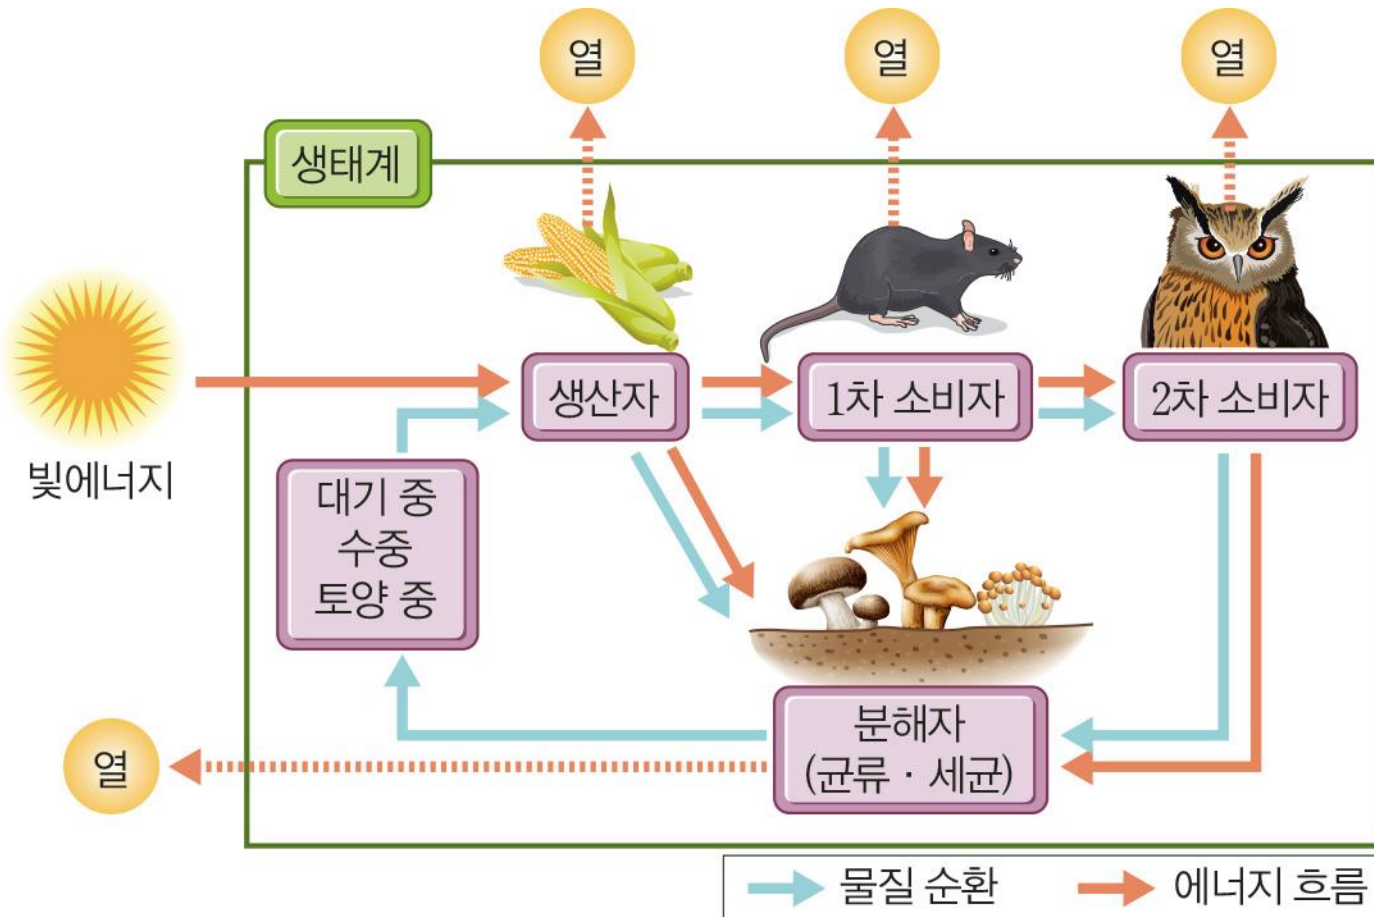 열
열
열
생태계
빛에너지
생산자
1차 소비자
2차 소비자
대기 중
수중
토양 중
분해자
(균류 · 세균)
열
물질 순환
에너지 흐름